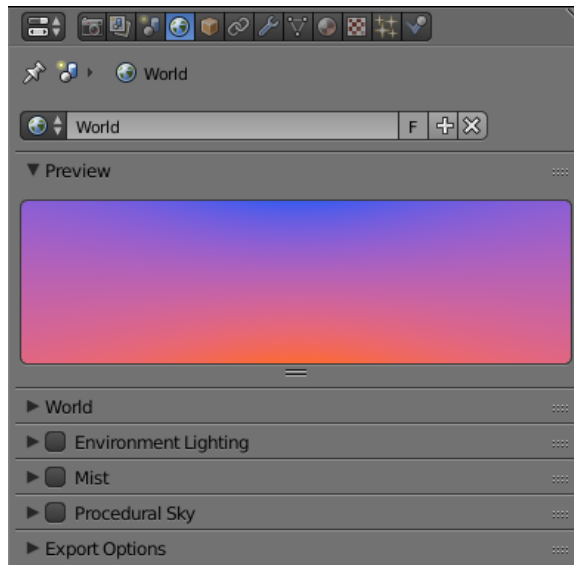 World
World F
Preview
World
Environment Lighting
Mist
Procedural Sky
Export Options